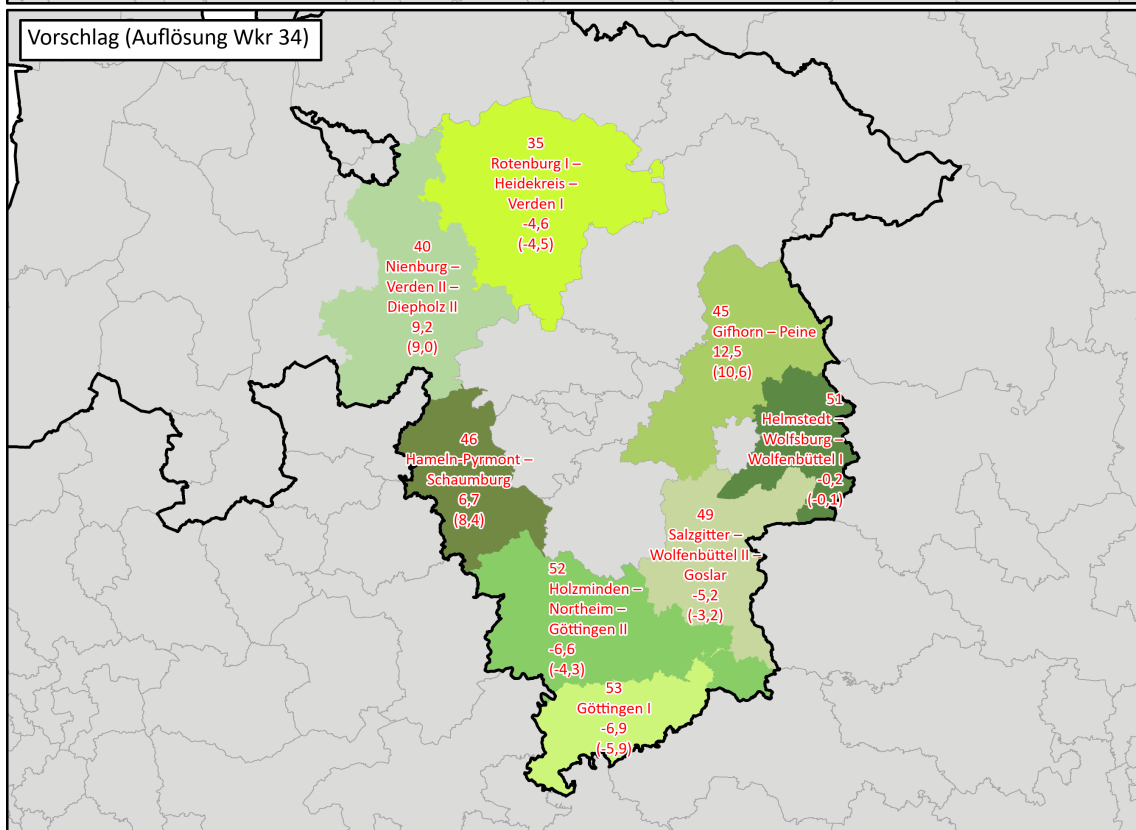 Vorschlag (Auflösung Wkr 34)
35
Rotenburg I –
Heidekreis –
Verden I
-4,6
(-4,5)
40
Nienburg –
Verden II –
Diepholz II
9,2
(9,0)
45
Gifhorn – Peine
12,5
(10,6)
51
Helmstedt –
Wolfsburg –
Wolfenbüttel I
-0,2
(-0,1)
46
Hameln-Pyrmont –
Schaumburg
6,7
(8,4)
49
Salzgitter –
Wolfenbüttel II –
Goslar
-5,2
(-3,2)
52
Holzminden –
Northeim –
Göttingen II
-6,6
(-4,3)
53
Göttingen I
-6,9
(-5,9)